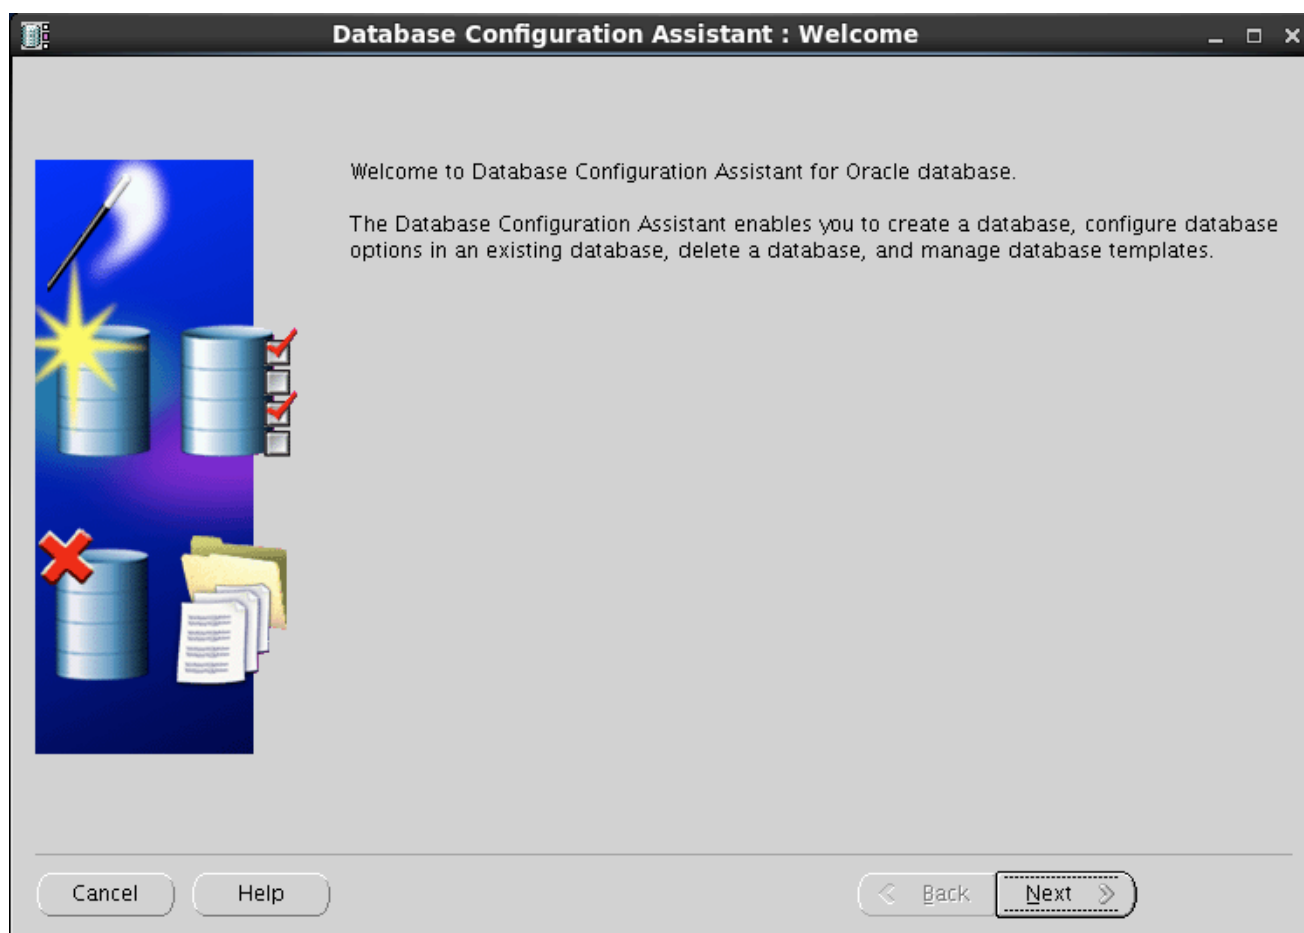 Database Configuration Assistant : Welcome
Welcome to Database Configuration Assistant for Oracle database.
The Database Configuration Assistant enables you to create a database, configure database
options in an existing database, delete a database, and manage database templates.
Cancel
Help
Back
Next